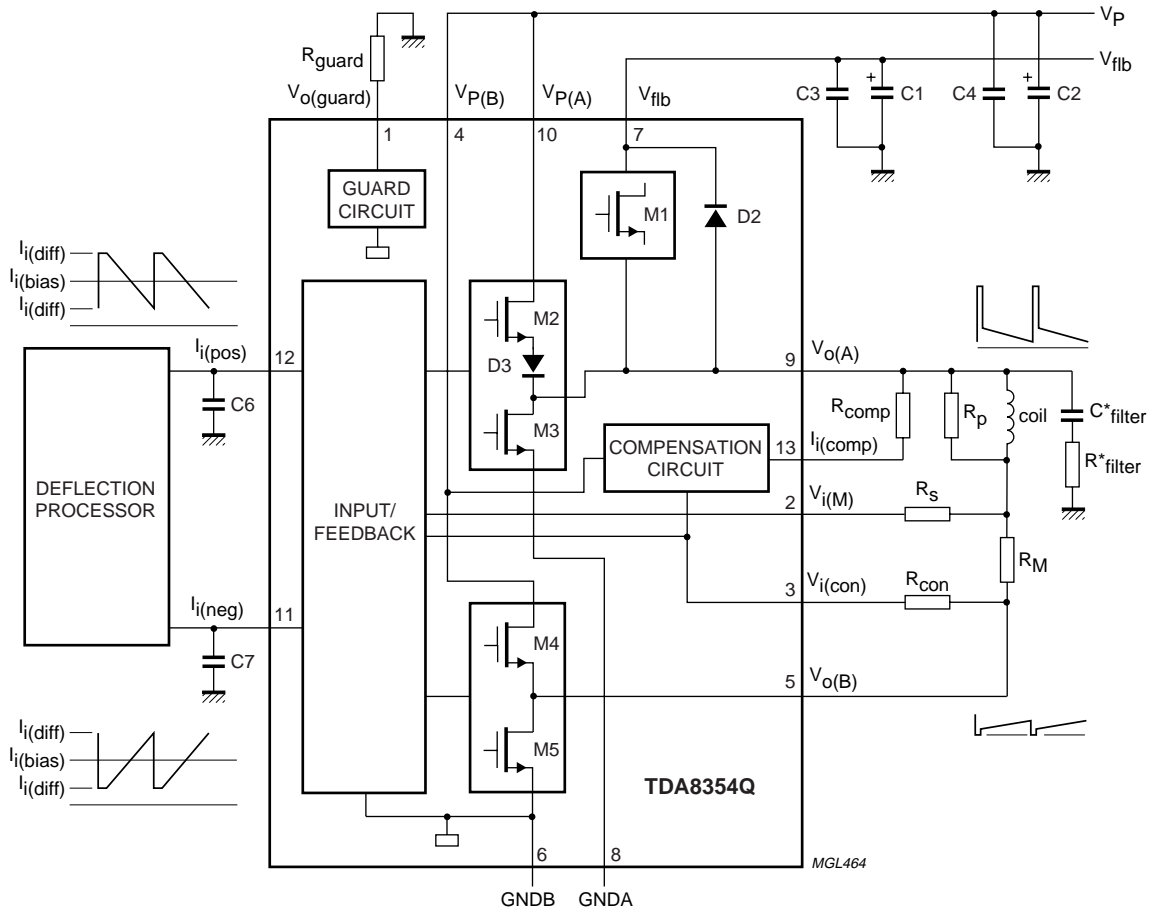 V_P
R_guard
V_flb
V_o(guard)
V_P(B)
V_P(A)
V_flb
C3
+
C1
C4
+
C2
1
4
10
7
GUARD
CIRCUIT
M1
D2
I_i(diff)
I_i(bias)
I_i(diff)
M2
D3
M3
I_i(pos)
12
C6
9
V_o(A)
R_comp
R_p
coil
C*_filter
R*_filter
COMPENSATION
CIRCUIT
13
I_i(comp)
DEFLECTION
PROCESSOR
INPUT/
FEEDBACK
2
V_i(M)
R_s
R_M
3
V_i(con)
R_con
I_i(neg)
11
C7
M4
M5
5
V_o(B)
I_i(diff)
I_i(bias)
I_i(diff)
TDA8354Q
6
8
MGL464
GNDB
GNDA